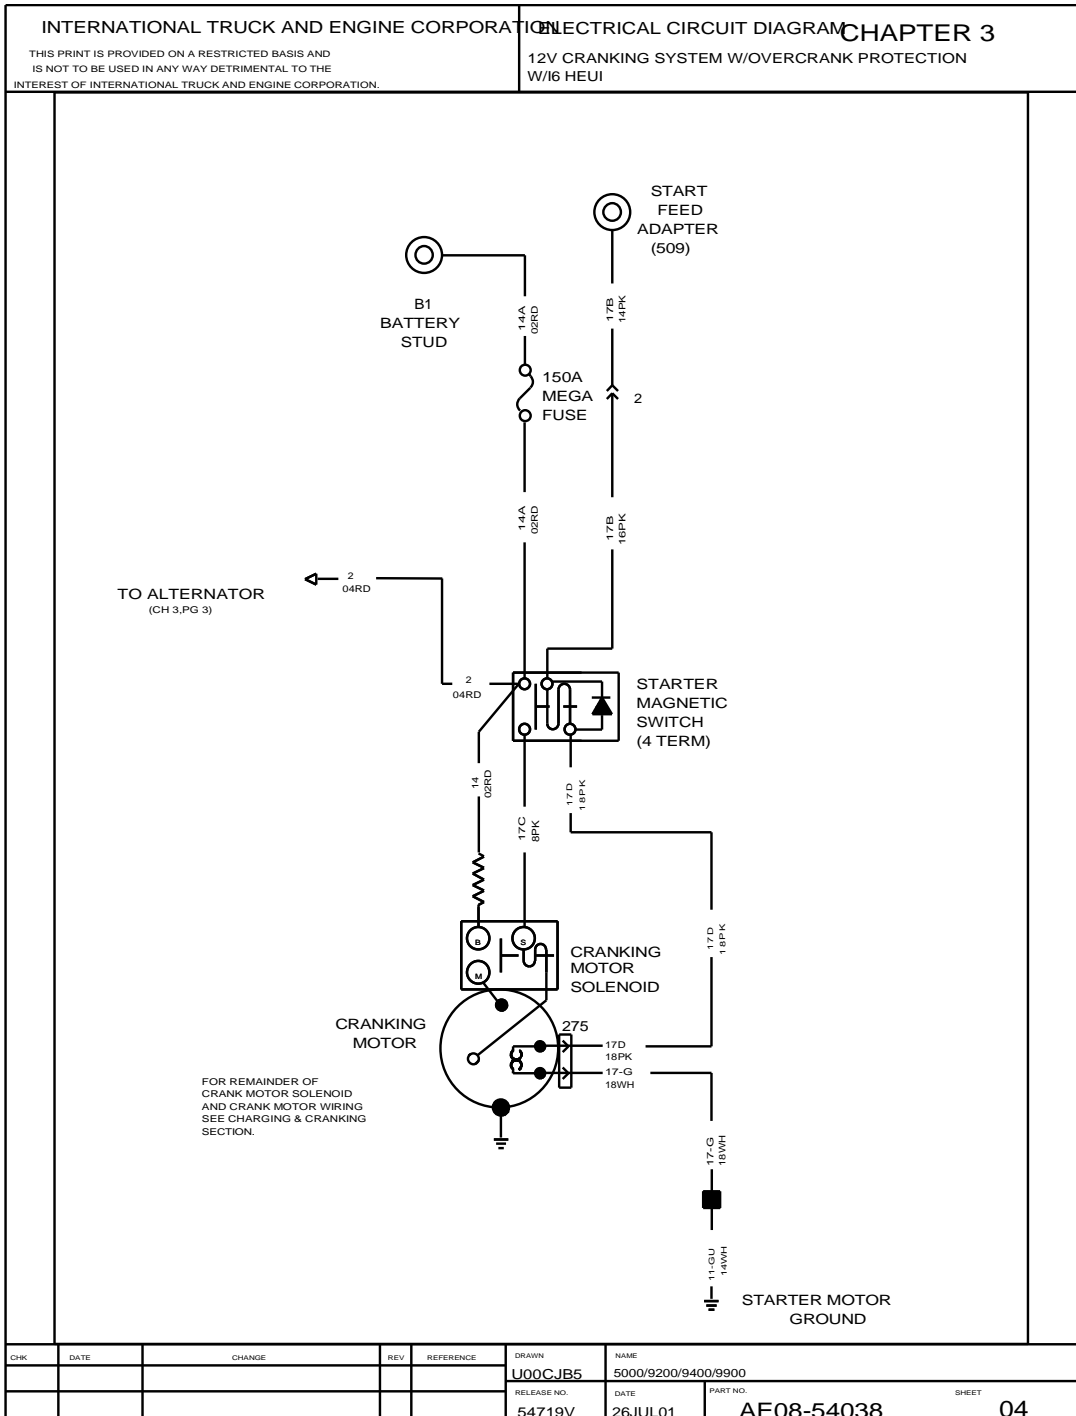 INTERNATIONAL TRUCK AND ENGINE CORPORATION
THIS PRINT IS PROVIDED ON A RESTRICTED BASIS AND
IS NOT TO BE USED IN ANY WAY DETRIMENTAL TO THE
INTEREST OF INTERNATIONAL TRUCK AND ENGINE CORPORATION.
ELECTRICAL CIRCUIT DIAGRAM
CHAPTER 3
12V CRANKING SYSTEM W/OVERCRANK PROTECTION
W/I6 HEUI
START
FEED
ADAPTER
(509)
B1
BATTERY
STUD
14A
02RD
17B
14PK
150A
MEGA
FUSE
2
14A
02RD
17B
16PK
TO ALTERNATOR
(CH 3,PG 3)
2
04RD
2
04RD
STARTER
MAGNETIC
SWITCH
(4 TERM)
14
02RD
17C
8PK
17D
18PK
17D
18PK
B
S
M
CRANKING
MOTOR
SOLENOID
CRANKING
MOTOR
275
17D
18PK
17-G
18WH
FOR REMAINDER OF
CRANK MOTOR SOLENOID
AND CRANK MOTOR WIRING
SEE CHARGING & CRANKING
SECTION.
17-G
18WH
11-GU
14WH
STARTER MOTOR
GROUND
CHK
DATE
CHANGE
REV
REFERENCE
DRAWN
U00CJB5
NAME
5000/9200/9400/9900
RELEASE NO.
54719V
DATE
26JUL01
PART NO.
AE08-54038
SHEET
04